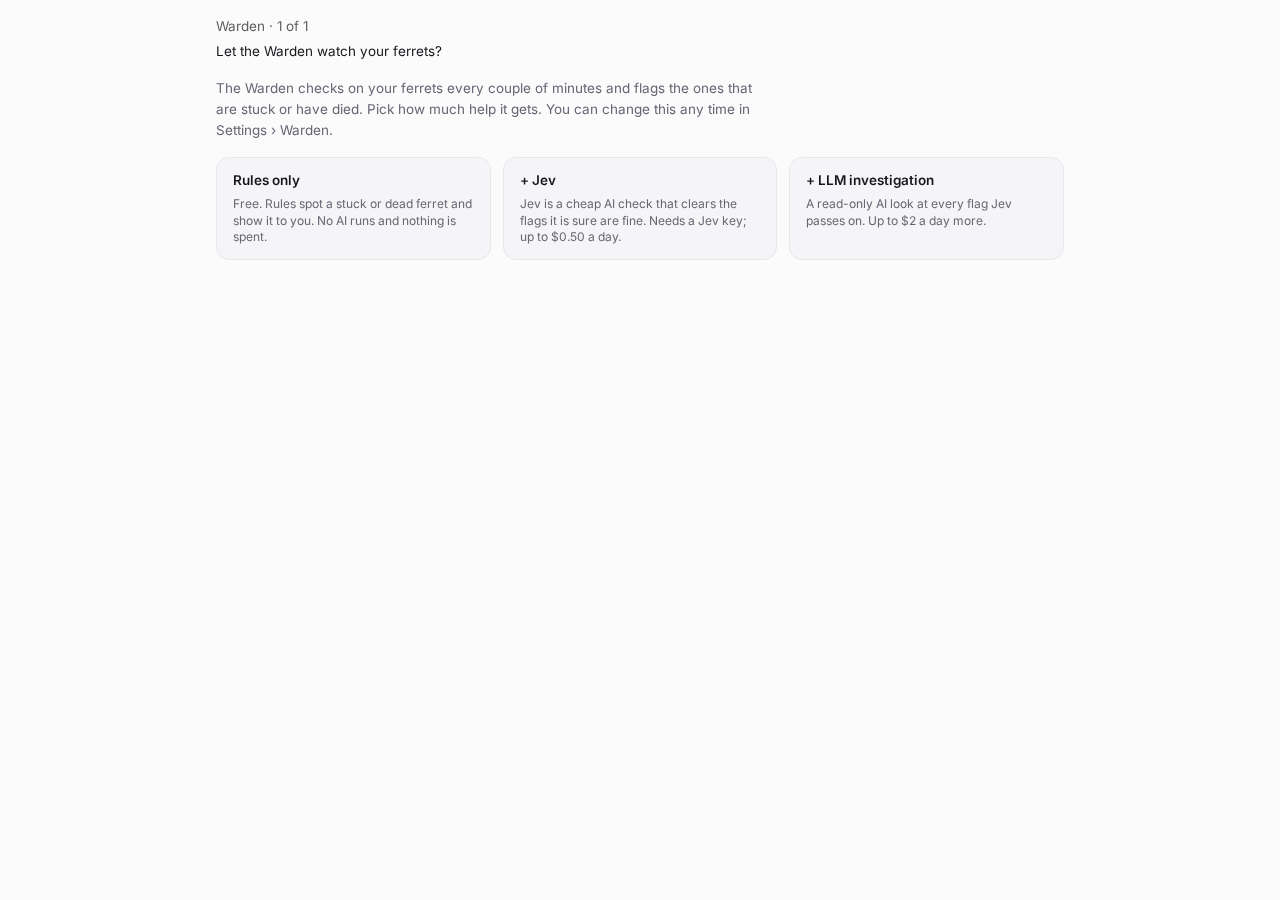 Warden · 1 of 1
Let the Warden watch your ferrets?
The Warden checks on your ferrets every couple of minutes and flags the ones that
are stuck or have died. Pick how much help it gets. You can change this any time in
Settings › Warden.
Rules only
Free. Rules spot a stuck or dead ferret and
show it to you. No AI runs and nothing is
spent.
+ Jev
Jev is a cheap AI check that clears the
flags it is sure are fine. Needs a Jev key;
up to $0.50 a day.
+ LLM investigation
A read-only AI look at every flag Jev
passes on. Up to $2 a day more.